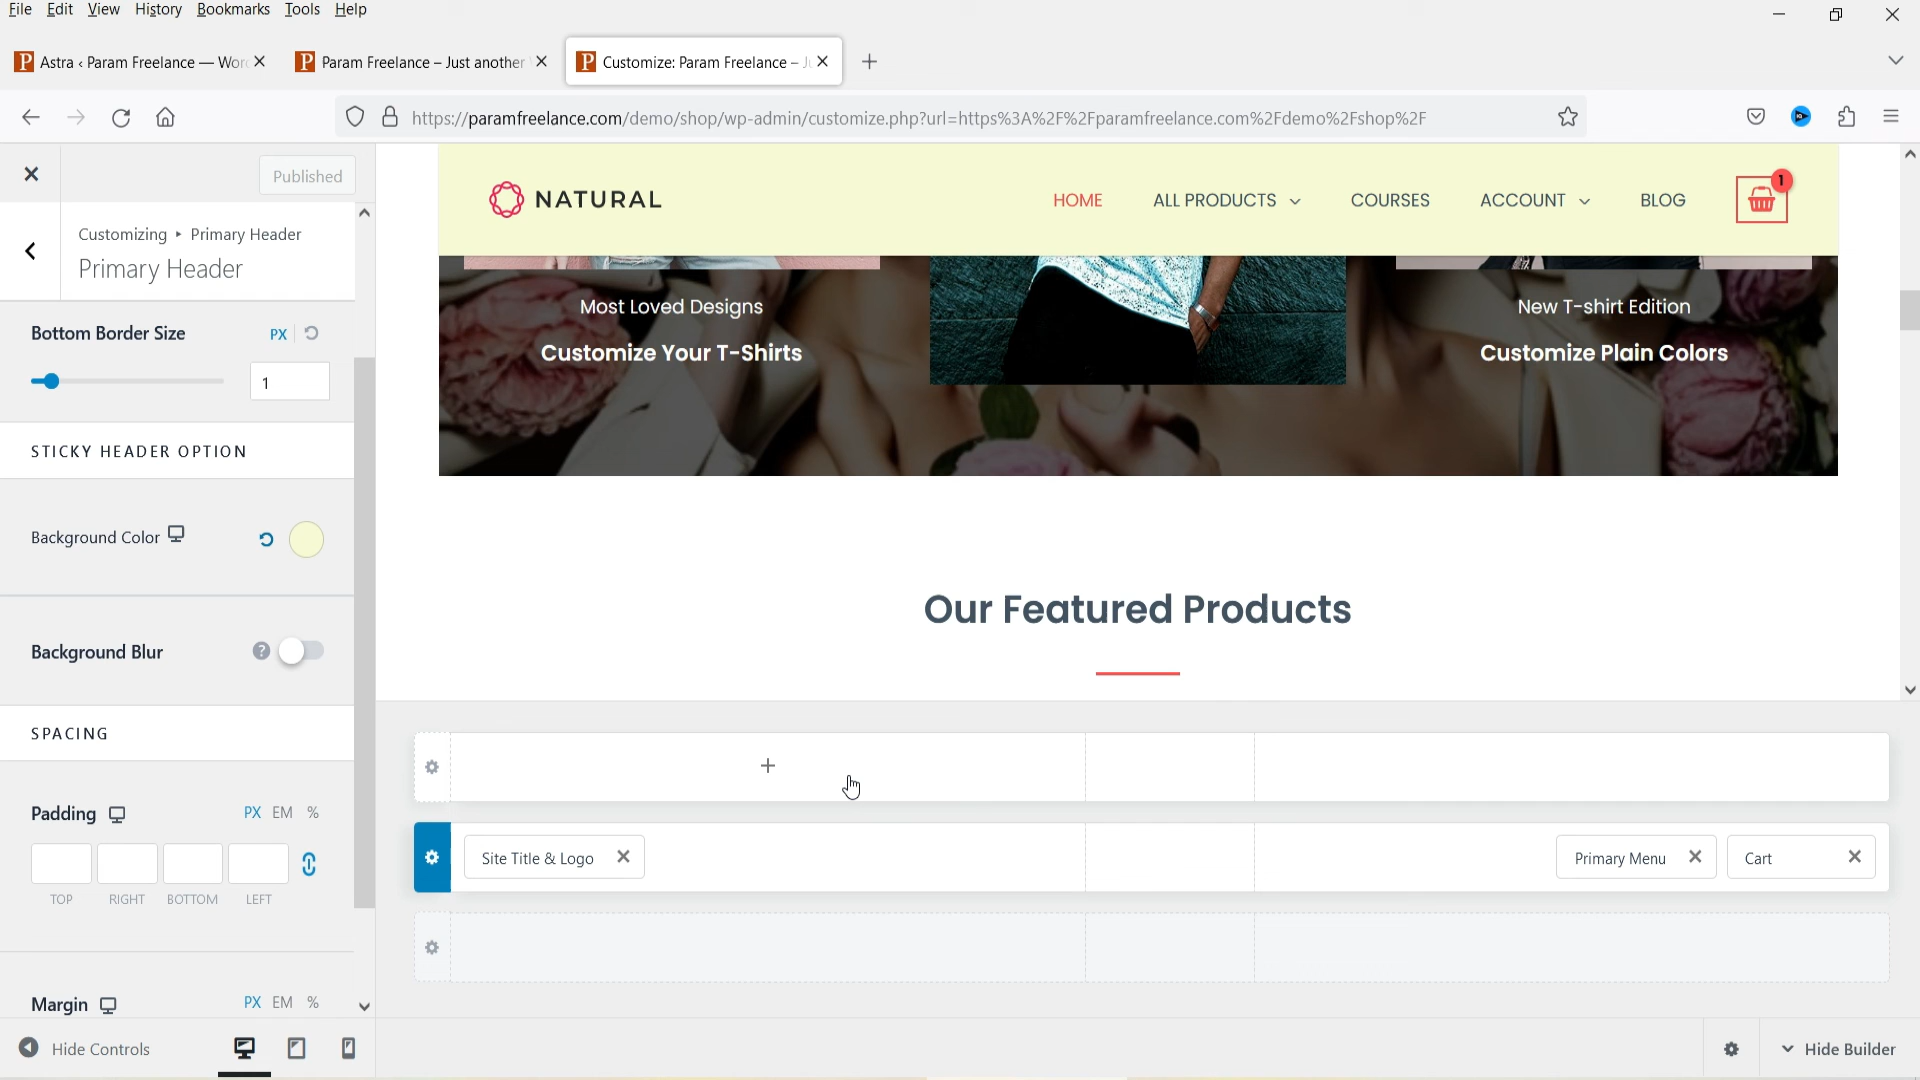 File Edit View History Bookmarks Tools Help
Astra ‹ Param Freelance — Wor
Param Freelance – Just another
Customize: Param Freelance – Ju
https://paramfreelance.com/demo/shop/wp-admin/customize.php?url=https%3A%2F%2Fparamfreelance.com%2Fdemo%2Fshop%2F
Published
Customizing ▸ Primary Header
Primary Header
Bottom Border Size PX
1
STICKY HEADER OPTION
Background Color
Background Blur ?
SPACING
Padding PX EM %
TOP RIGHT BOTTOM LEFT
Margin PX EM %
Hide Controls
NATURAL
HOME ALL PRODUCTS COURSES ACCOUNT BLOG 1
Most Loved Designs
Customize Your T-Shirts
New T-shirt Edition
Customize Plain Colors
Our Featured Products
Site Title & Logo
Primary Menu
Cart
Hide Builder